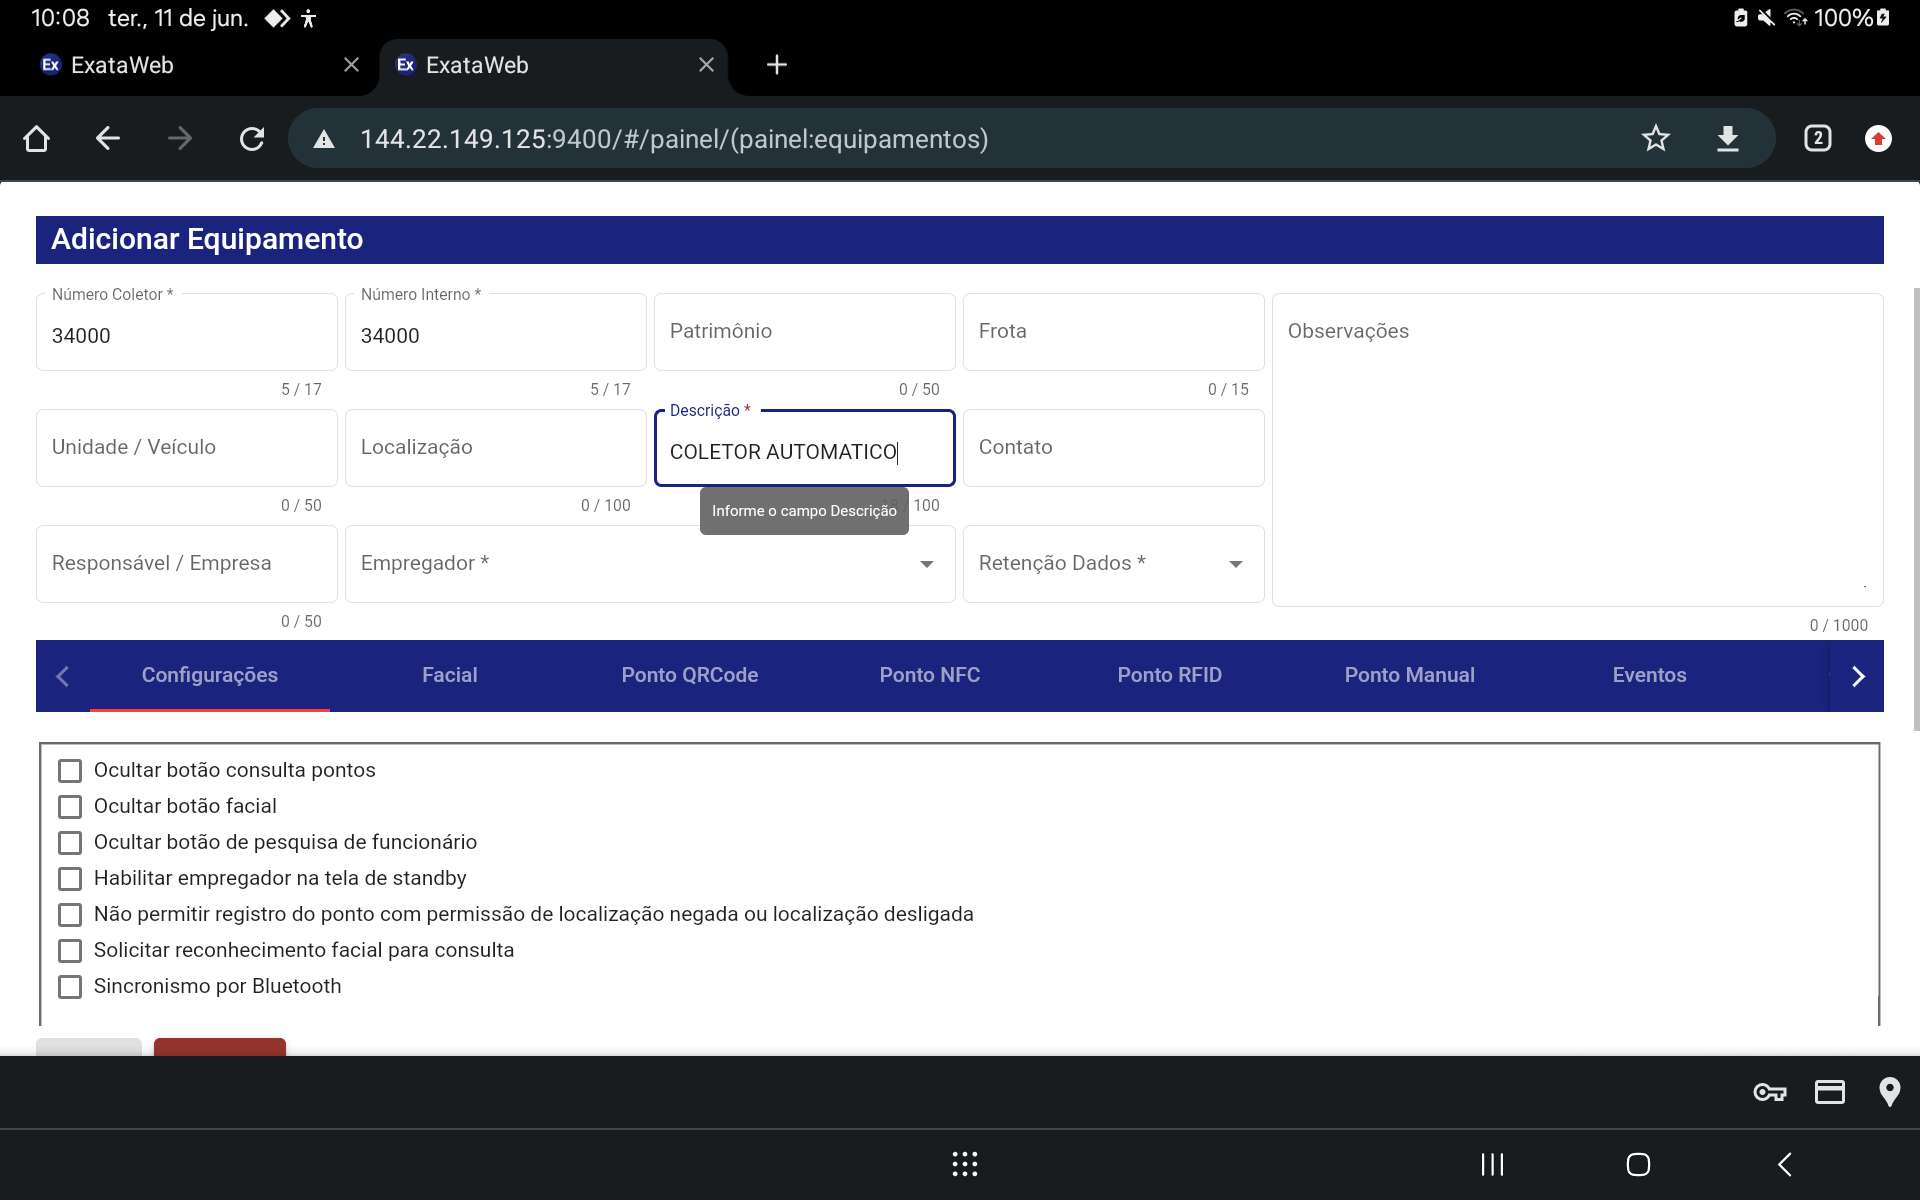 10:08 ter., 11 de jun. 100%
Ex ExataWeb Ex ExataWeb
144.22.149.125:9400/#/painel/(painel:equipamentos) 2
Adicionar Equipamento
Número Coletor * Número Interno *
34000 34000 Patrimônio Frota Observações
5 / 17 5 / 17 0 / 50 0 / 15
Descrição *
Unidade / Veículo Localização COLETOR AUTOMATICO Contato
0 / 50 0 / 100 / 100
Informe o campo Descrição
Responsável / Empresa Empregador * Retenção Dados *
0 / 50 0 / 1000
Configurações Facial Ponto QRCode Ponto NFC Ponto RFID Ponto Manual Eventos
Ocultar botão consulta pontos
Ocultar botão facial
Ocultar botão de pesquisa de funcionário
Habilitar empregador na tela de standby
Não permitir registro do ponto com permissão de localização negada ou localização desligada
Solicitar reconhecimento facial para consulta
Sincronismo por Bluetooth